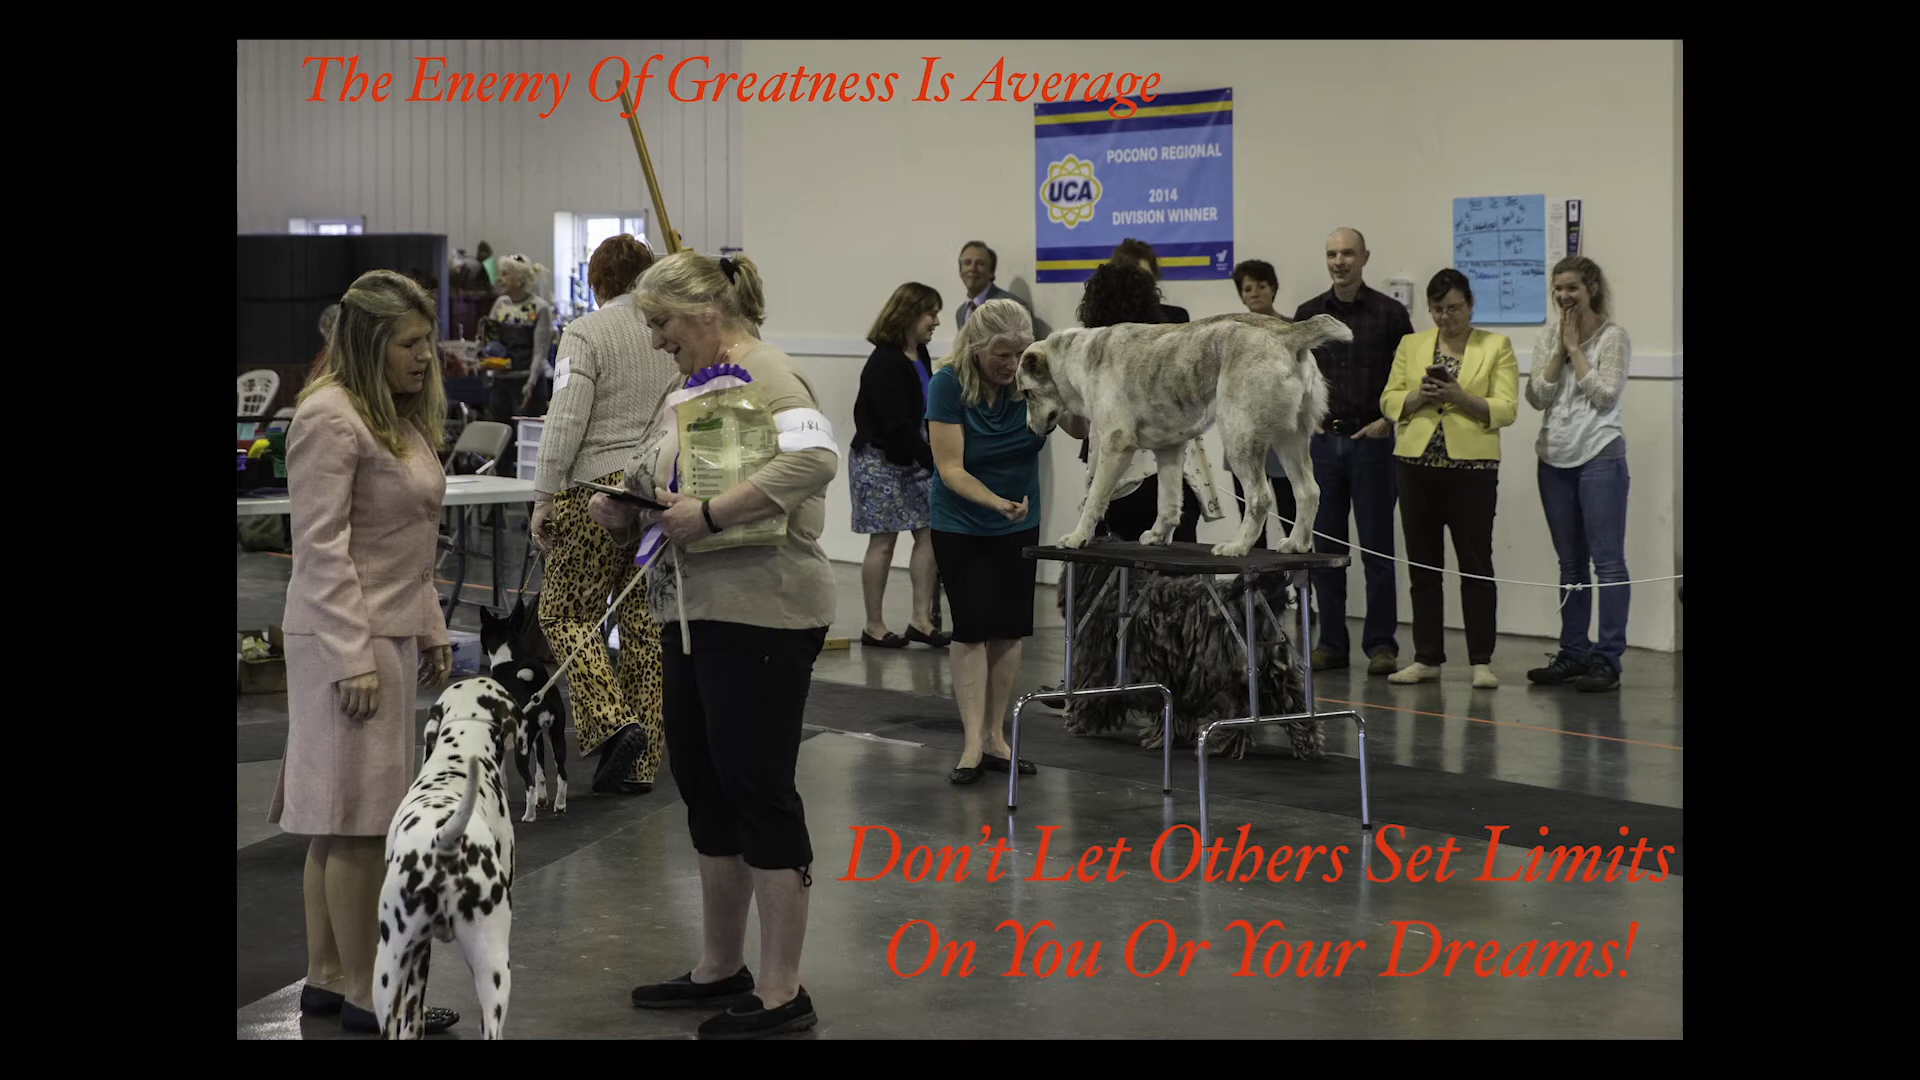 The Enemy Of Greatness Is Average
POCONO REGIONAL
UCA
2014
DIVISION WINNER
181
Don't Let Others Set Limits
On You Or Your Dreams!